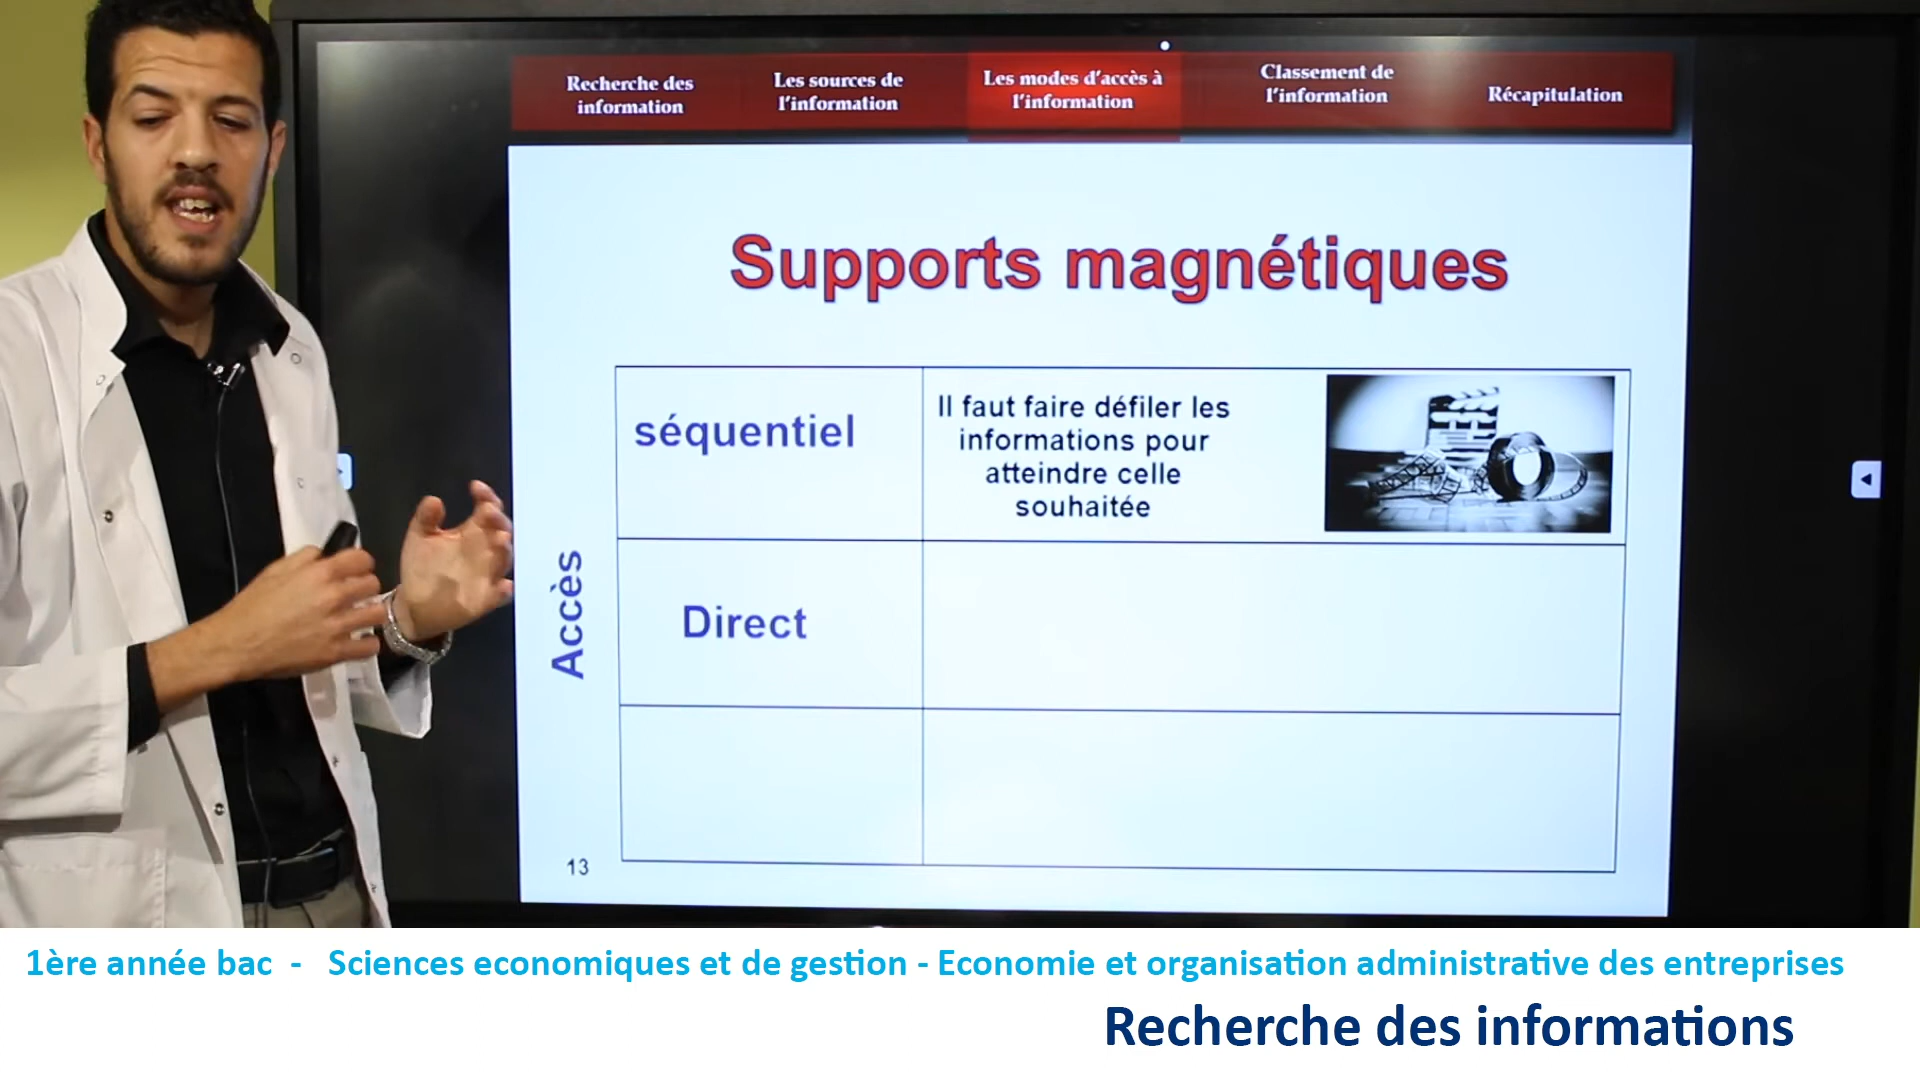 Recherche des
information
Les sources de
l'information
Les modes d'accès à
l'information
Classement de
l'information
Récapitulation
Supports magnétiques
séquentiel
Il faut faire défiler les
informations pour
atteindre celle
souhaitée
Accès
Direct
13
1ère année bac - Sciences economiques et de gestion - Economie et organisation administrative des entreprises
Recherche des informations